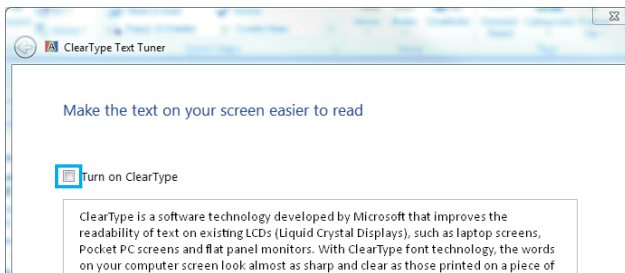 ClearType Text Tuner
Make the text on your screen easier to read
Turn on ClearType
ClearType is a software technology developed by Microsoft that improves the
readability of text on existing LCDs (Liquid Crystal Displays), such as laptop screens,
Pocket PC screens and flat panel monitors. With ClearType font technology, the words
on your computer screen look almost as sharp and clear as those printed on a piece of